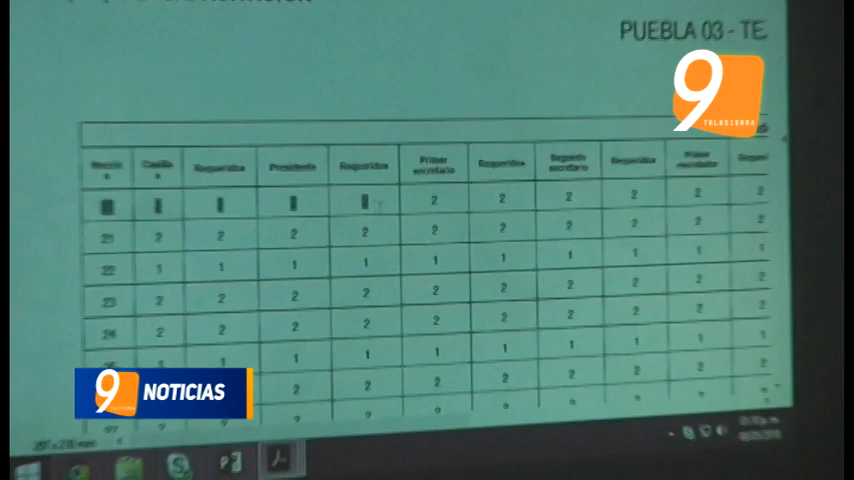 PUEBLA 03 - TE
9
TELESIERRA
Requeridos Presidente Requeridos Primer secretario Requeridos Segundo secretario Requeridos Primer escrutador
2 2 2 2 2 2
21 2 2 2 2 2 2 2 2 2 2
22 1 1 1 1 1 1 1 1 1 1
23 2 2 2 2 2 2 2 2 2 2
24 2 2 2 2 2 2 2 2 2 2
1 1 1 1 1 1 1 1 1 1
2 2 2 2 2 2 2 2
9 NOTICIAS